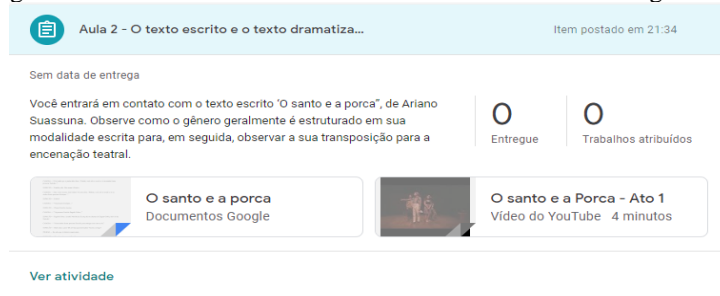 Aula 2 - O texto escrito e o texto dramatiza...
Item postado em 21:34
Sem data de entrega
Você entrará em contato com o texto escrito ‘O santo e a porca”, de Ariano
Suassuna. Observe como o gênero geralmente é estruturado em sua
modalidade escrita para, em seguida, observar a sua transposição para a
encenação teatral.
0
Entregue
0
Trabalhos atribuídos
O santo e a porca
Documentos Google
O santo e a Porca - Ato 1
Vídeo do YouTube 4 minutos
Ver atividade